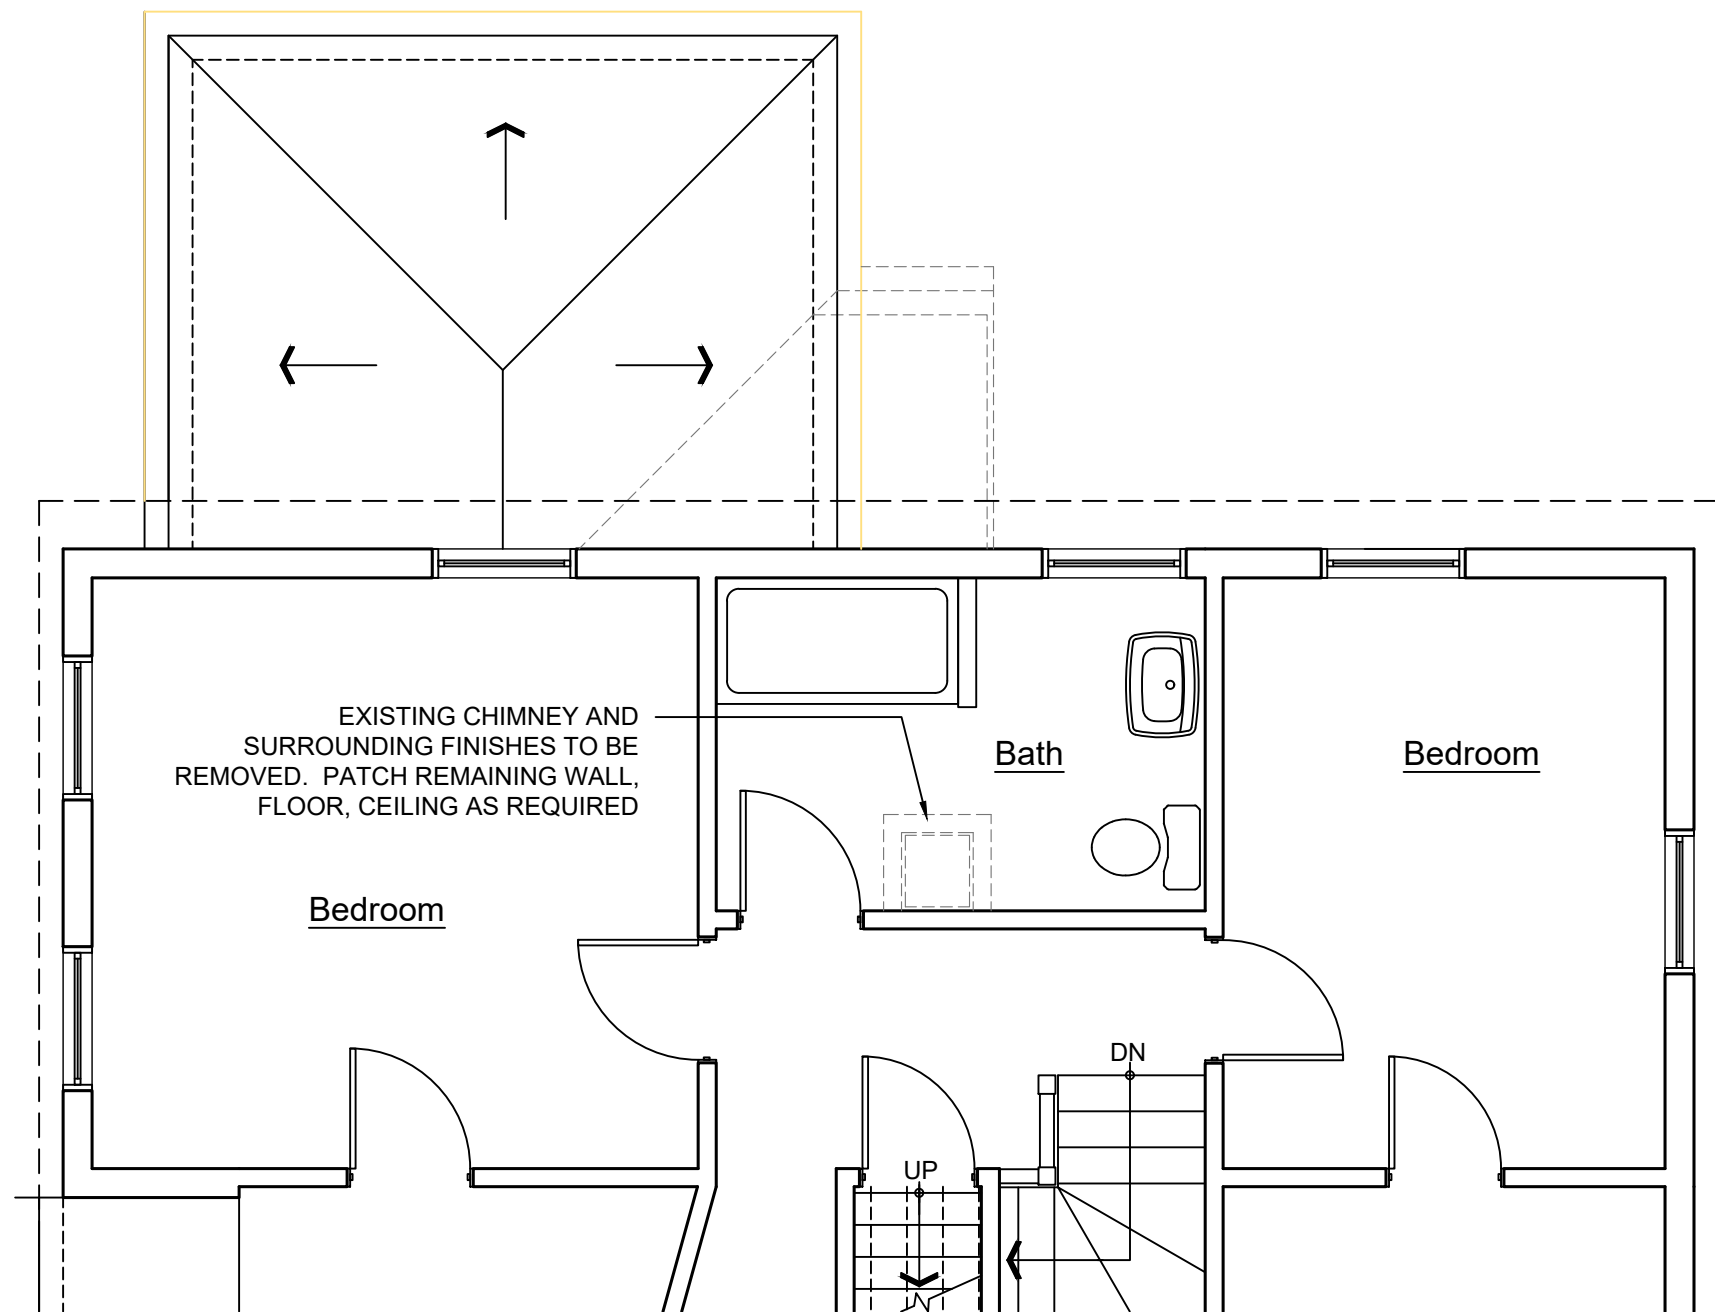 EXISTING CHIMNEY AND
SURROUNDING FINISHES TO BE
REMOVED.  PATCH REMAINING WALL,
FLOOR, CEILING AS REQUIRED
Bath
Bedroom
Bedroom
DN
UP